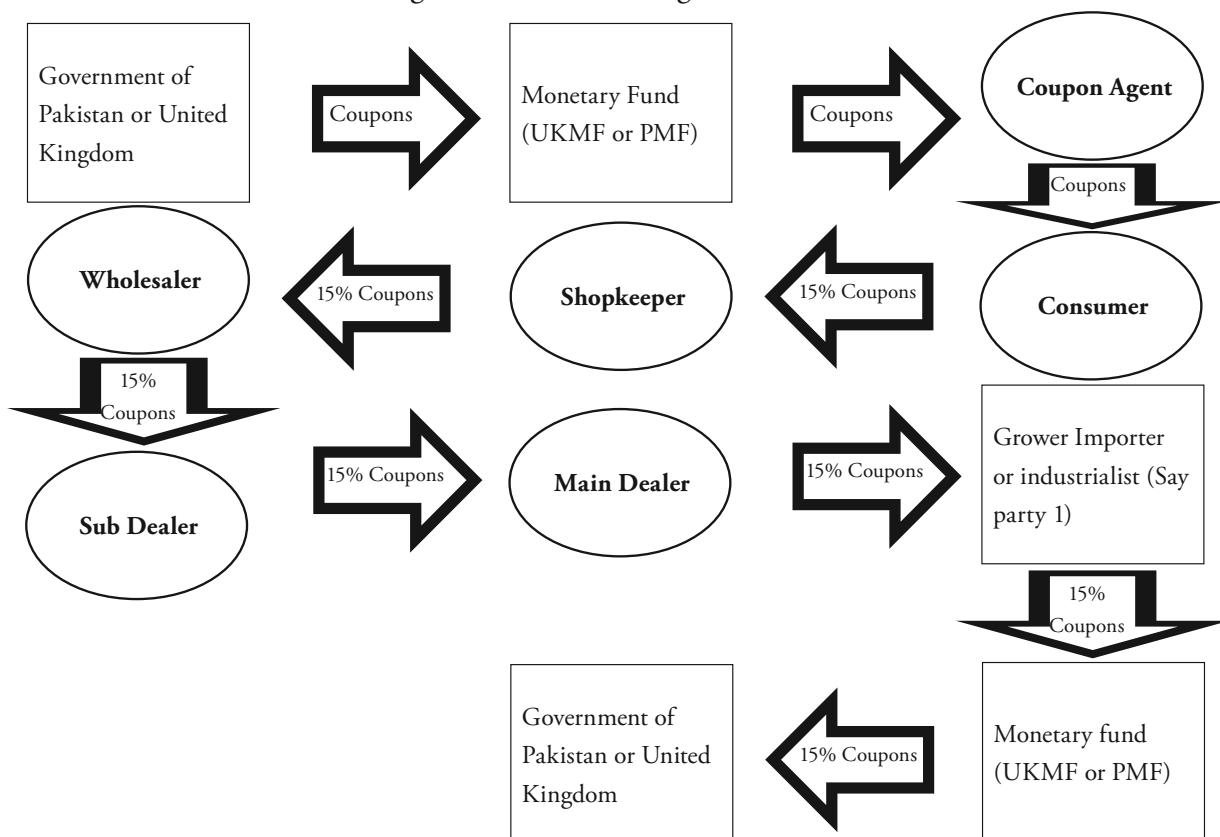 Government of
Pakistan or United
Kingdom
Coupons
Monetary Fund
(UKMF or PMF)
Coupons
Coupon Agent
Coupons
Consumer
15% Coupons
Shopkeeper
15% Coupons
Wholesaler
15%
Coupons
Sub Dealer
15% Coupons
Main Dealer
15% Coupons
Grower Importer
or industrialist (Say
party 1)
15%
Coupons
Monetary fund
(UKMF or PMF)
15% Coupons
Government of
Pakistan or United
Kingdom